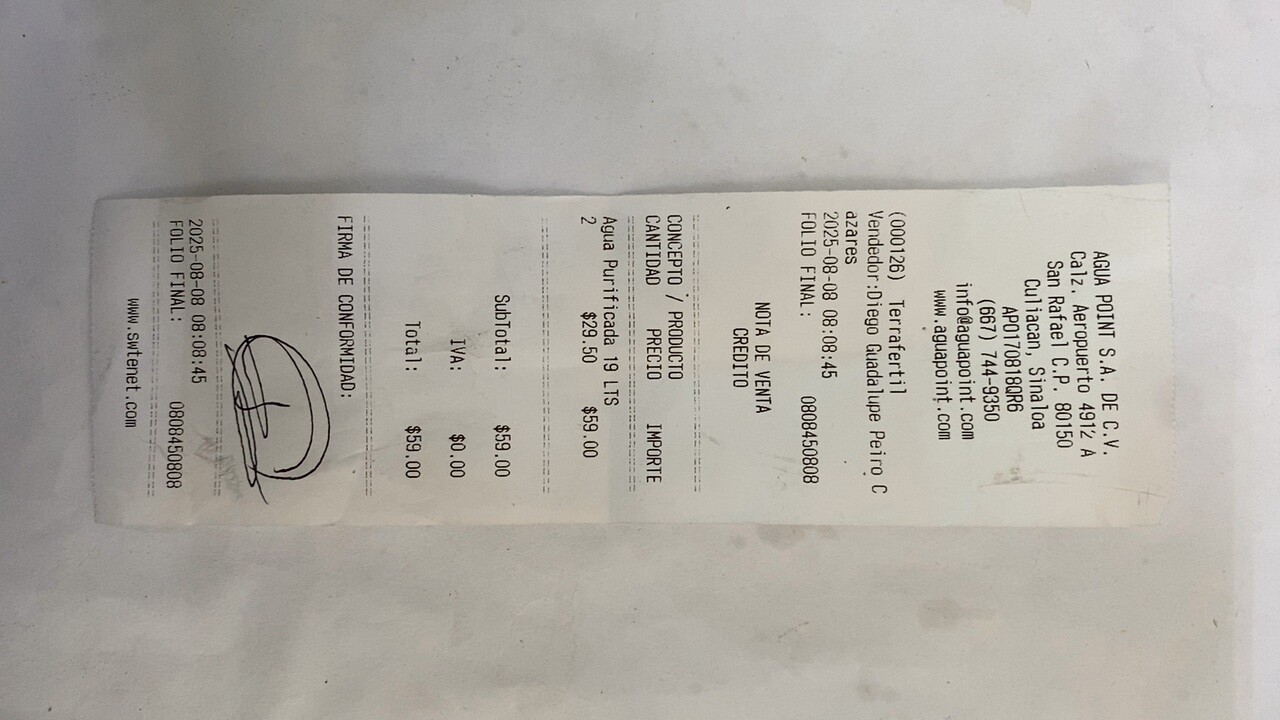 AGUA POINT S.A. DE C.V.
Calz. Aeropuerto 4912 A
San Rafael C.P. 80150
Culiacan, Sinaloa
APO170818QR6
(667) 744-9350
info@aguapoint.com
www.aguapoint.com
(000126) Terrafertil
Vendedor:Diego Guadalupe Peiro C
azares
2025-08-08 08:08:45
FOLIO FINAL: 0808450808
NOTA DE VENTA
CREDITO
CONCEPTO / PRODUCTO
CANTIDAD PRECIO IMPORTE
Agua Purificada 19 LTS
2 $29.50 $59.00
SubTotal: $59.00
IVA: $0.00
Total: $59.00
FIRMA DE CONFORMIDAD:
2025-08-08 08:08:45
FOLIO FINAL: 0808450808
www.swtenet.com